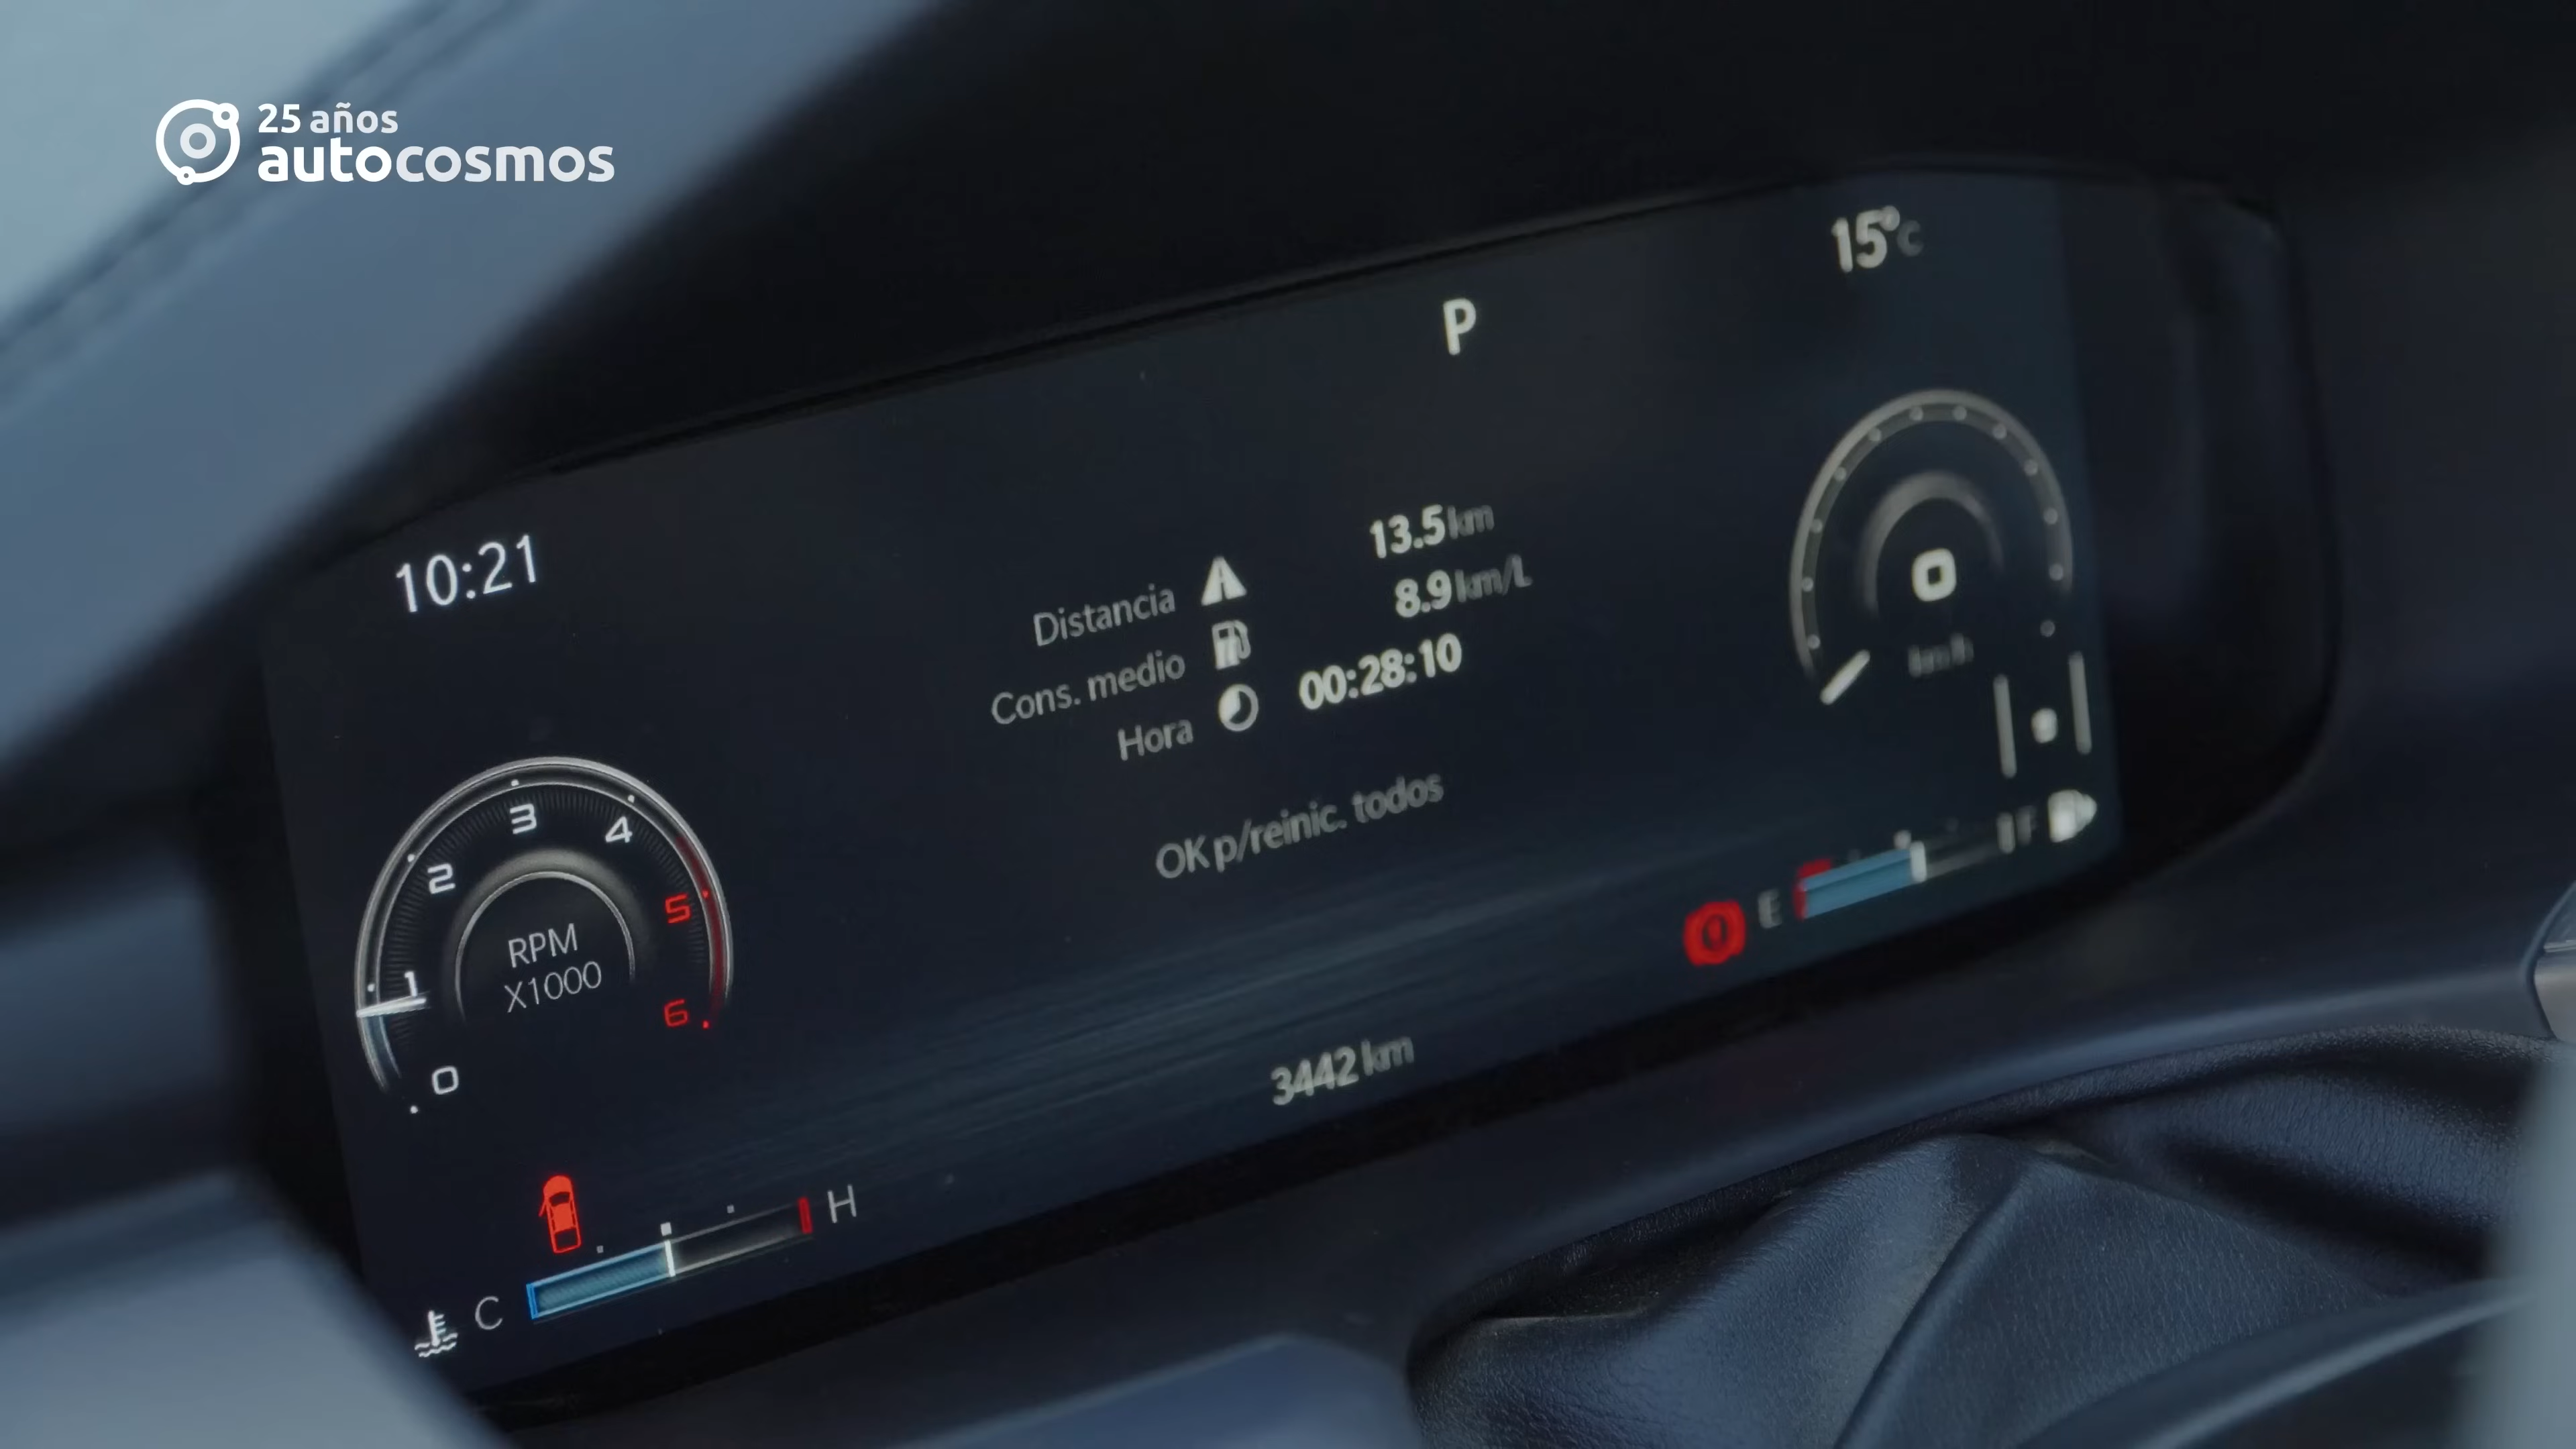 25 años
autocosmos
15°C
P
10:21
Distancia 13.5 km
Cons. medio 8.9 km/L
Hora 00:28:10
OK p/reinic. todos
0
km/h
0
1
2
3
4
5
6
RPM
X1000
E
F
3442 km
C
H